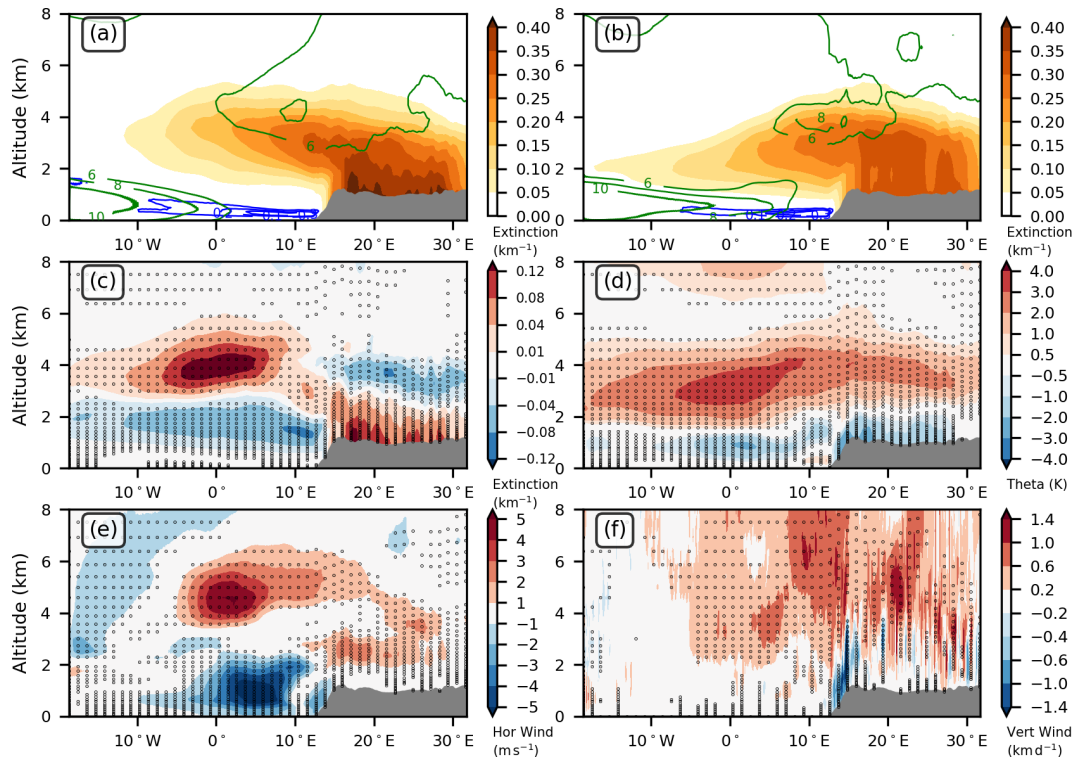 (a)
8
6
4
2
0
Altitude (km)
10° W
0°
10° E
20° E
30° E
6
6
8
10
0.2
0.40
0.35
0.30
0.25
0.20
0.15
0.10
0.05
0.00
Extinction
(km⁻¹)
(b)
8
6
4
2
0
10° W
0°
10° E
20° E
30° E
8
6
6
10
8
0.1
0.40
0.35
0.30
0.25
0.20
0.15
0.10
0.05
0.00
Extinction
(km⁻¹)
(c)
8
6
4
2
0
Altitude (km)
10° W
0°
10° E
20° E
30° E
0.12
0.08
0.04
0.01
−0.01
−0.04
−0.08
−0.12
Extinction
(km⁻¹)
(d)
8
6
4
2
0
10° W
0°
10° E
20° E
30° E
4.0
3.0
2.0
1.0
0.5
−0.5
−1.0
−2.0
−3.0
−4.0
Theta (K)
(e)
8
6
4
2
0
Altitude (km)
10° W
0°
10° E
20° E
30° E
5
4
3
2
1
−1
−2
−3
−4
−5
Hor Wind
(m s⁻¹)
(f)
8
6
4
2
0
10° W
0°
10° E
20° E
30° E
1.4
1.0
0.6
0.4
0.2
−0.2
−0.4
−0.6
−1.0
−1.4
Vert Wind
(km d⁻¹)